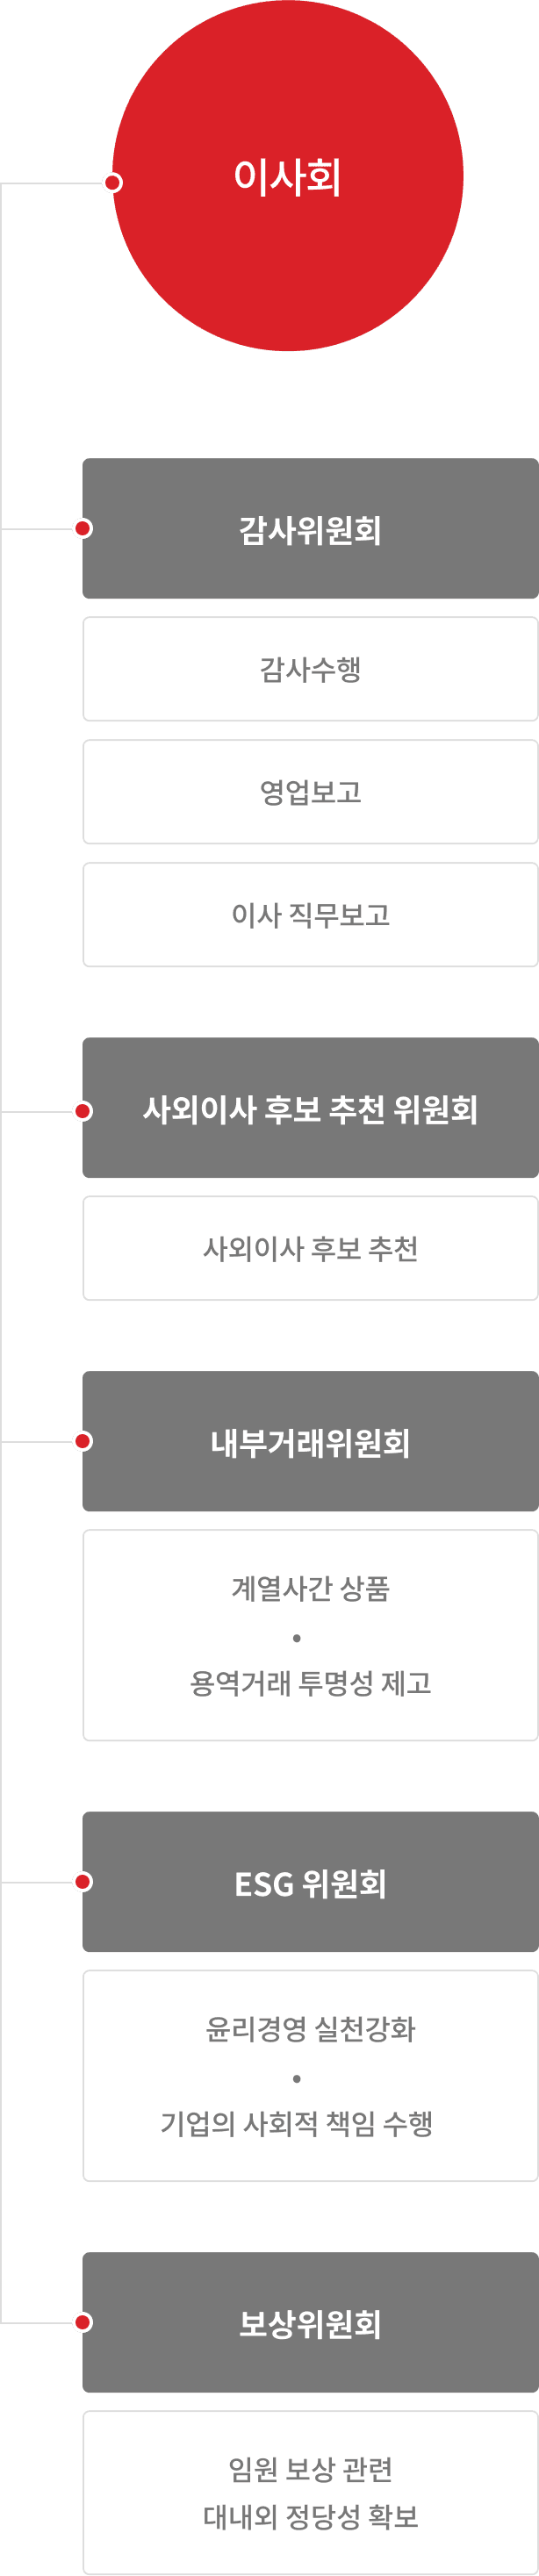 이사회
감사위원회
감사수행
영업보고
이사 직무보고
사외이사 후보 추천 위원회
사외이사 후보 추천
내부거래위원회
계열사간 상품
•
용역거래 투명성 제고
ESG 위원회
윤리경영 실천강화
•
기업의 사회적 책임 수행
보상위원회
임원 보상 관련
대내외 정당성 확보